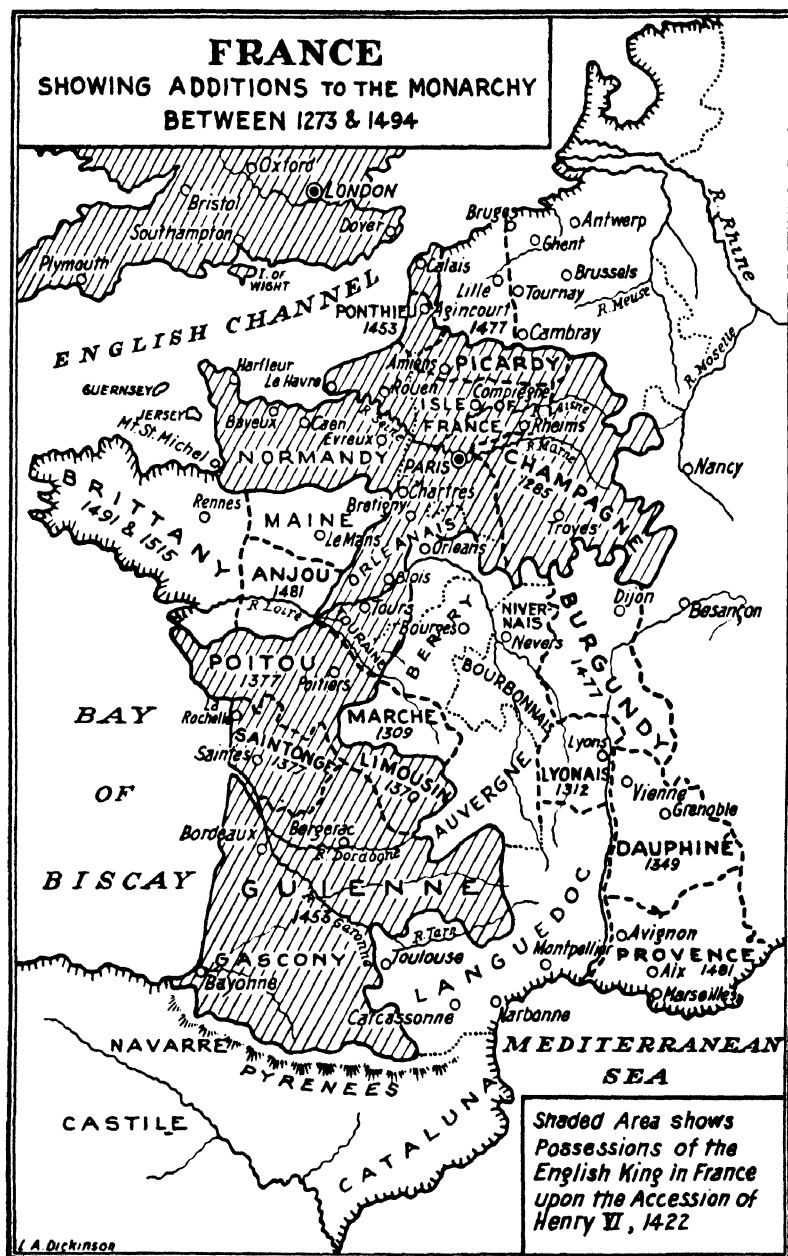 FRANCE
SHOWING ADDITIONS TO THE MONARCHY
BETWEEN 1273 & 1494
Oxford
LONDON
Bristol
Southampton
Dover
Plymouth
I. OF
WIGHT
ENGLISH CHANNEL
Bruges
Antwerp
Ghent
R. Rhine
Calais
Brussels
Lille
Tournay
R. Meuse
PONTHIEU
1453
Agincourt
1477
Cambray
R. Moselle
Harfleur
Le Havre
Amiens
PICARDY
GUERNSEY
Rouen
Compiegne
ISLE OF
FRANCE
R. Aisne
JERSEY
Bayeux
Caen
R. Seine
Rheims
Mt. St. Michel
Evreux
R. Marne
NORMANDY
PARIS
CHAMPAGNE
1285
Nancy
BRITTANY
1491 & 1515
Rennes
MAINE
Le Mans
Chartres
Bretigny
Troyes
ORLEANAIS
Orleans
ANJOU
1481
Blois
R. Loire
Tours
TOURAINE
BERRY
Bourges
NIVER-
NAIS
Nevers
BURGUNDY
1477
Dijon
Besançon
POITOU
1377
Poitiers
BOURBONNAIS
BAY
OF
BISCAY
La
Rochelle
MARCHE
1309
SAINTONGE
1377
Saintes
LIMOUSIN
1370
AUVERGNE
Lyons
LYONAIS
1312
Vienne
Grenoble
Bordeaux
Bergerac
R. Dordogne
DAUPHINE
1349
GUIENNE
1453
R. Garonne
R. Tarn
LANGUEDOC
GASCONY
Bayonne
Toulouse
Montpellier
Avignon
PROVENCE
1481
Aix
Marseilles
Carcassonne
Narbonne
NAVARRE
PYRENEES
MEDITERRANEAN
SEA
CASTILE
CATALUNA
Shaded Area shows
Possessions of the
English King in France
upon the Accession of
Henry VI, 1422
L. A. Dickinson